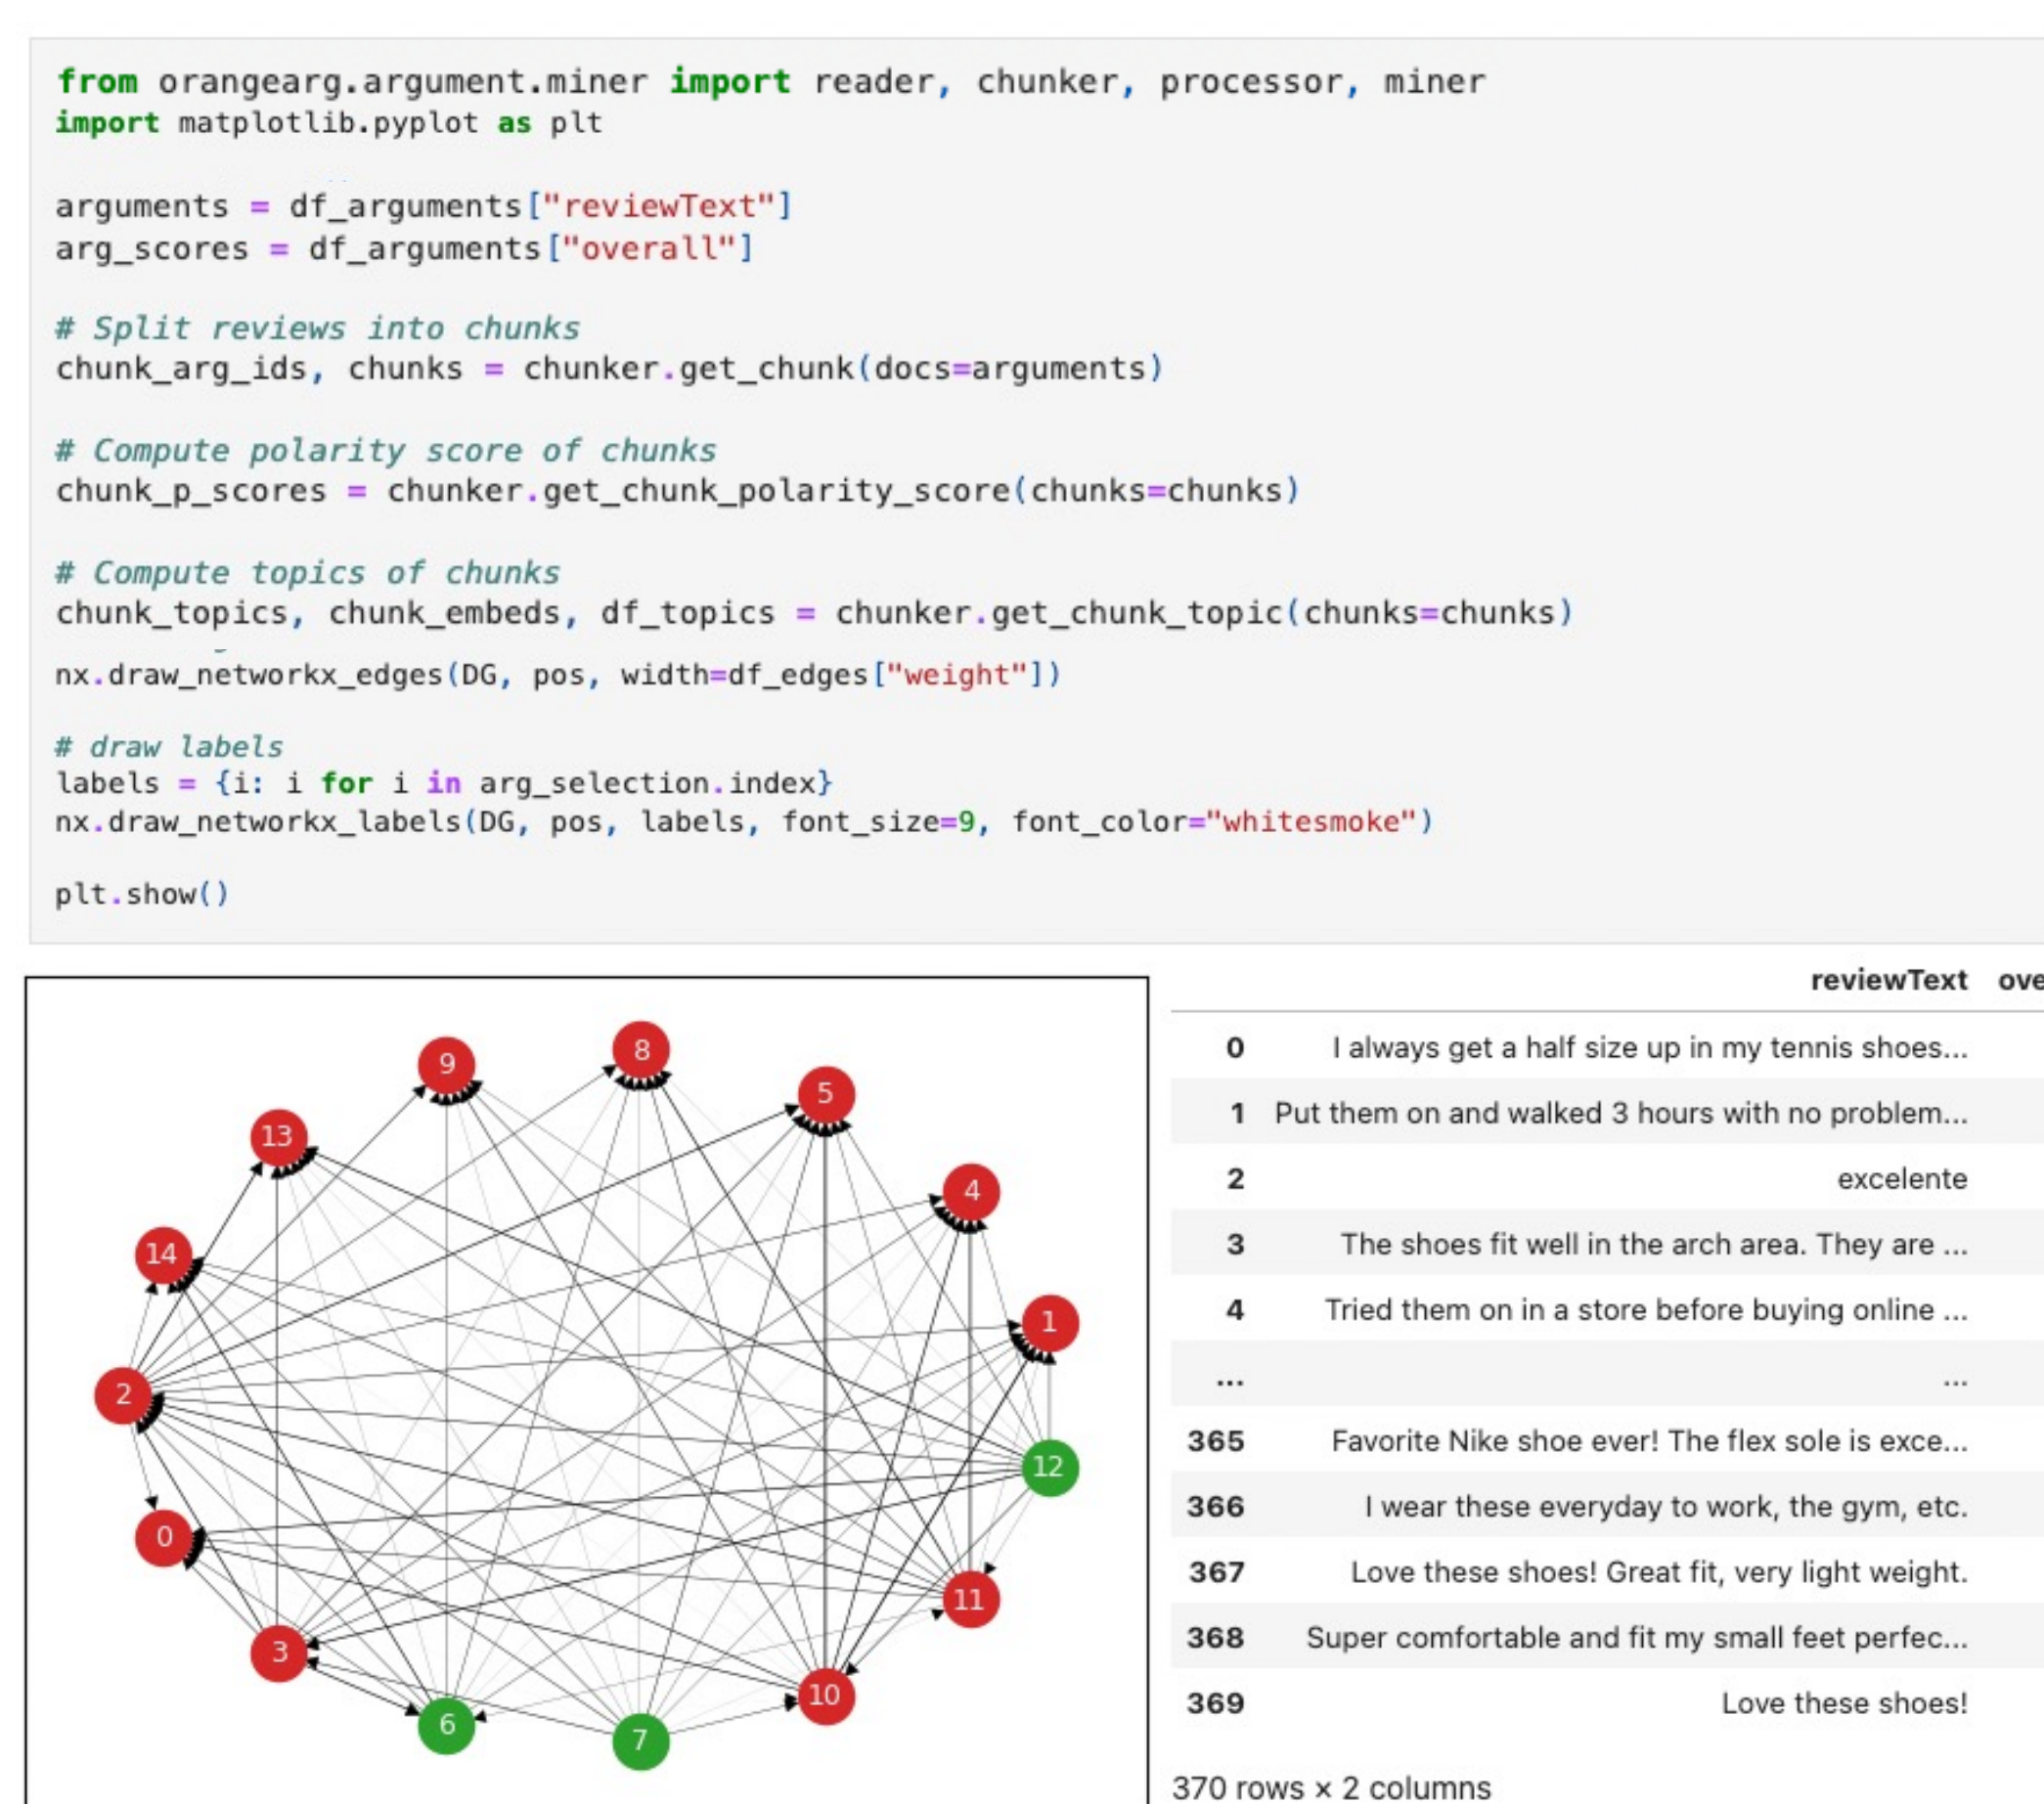 from orangearg.argument.miner import reader, chunker, processor, miner
import matplotlib.pyplot as plt
arguments = df_arguments["reviewText"]
arg_scores = df_arguments["overall"]
# Split reviews into chunks
chunk_arg_ids, chunks = chunker.get_chunk(docs=arguments)
# Compute polarity score of chunks
chunk_p_scores = chunker.get_chunk_polarity_score(chunks=chunks)
# Compute topics of chunks
chunk_topics, chunk_embeds, df_topics = chunker.get_chunk_topic(chunks=chunks)
nx.draw_networkx_edges(DG, pos, width=df_edges["weight"])
# draw labels
labels = {i: i for i in arg_selection.index}
nx.draw_networkx_labels(DG, pos, labels, font_size=9, font_color="whitesmoke")
plt.show()
8
9
5
13
4
14
1
2
12
0
11
3
10
6
7
reviewText ove
0 I always get a half size up in my tennis shoes...
1 Put them on and walked 3 hours with no problem...
2 excelente
3 The shoes fit well in the arch area. They are ...
4 Tried them on in a store before buying online ...
... ...
365 Favorite Nike shoe ever! The flex sole is exce...
366 I wear these everyday to work, the gym, etc.
367 Love these shoes! Great fit, very light weight.
368 Super comfortable and fit my small feet perfec...
369 Love these shoes!
370 rows × 2 columns